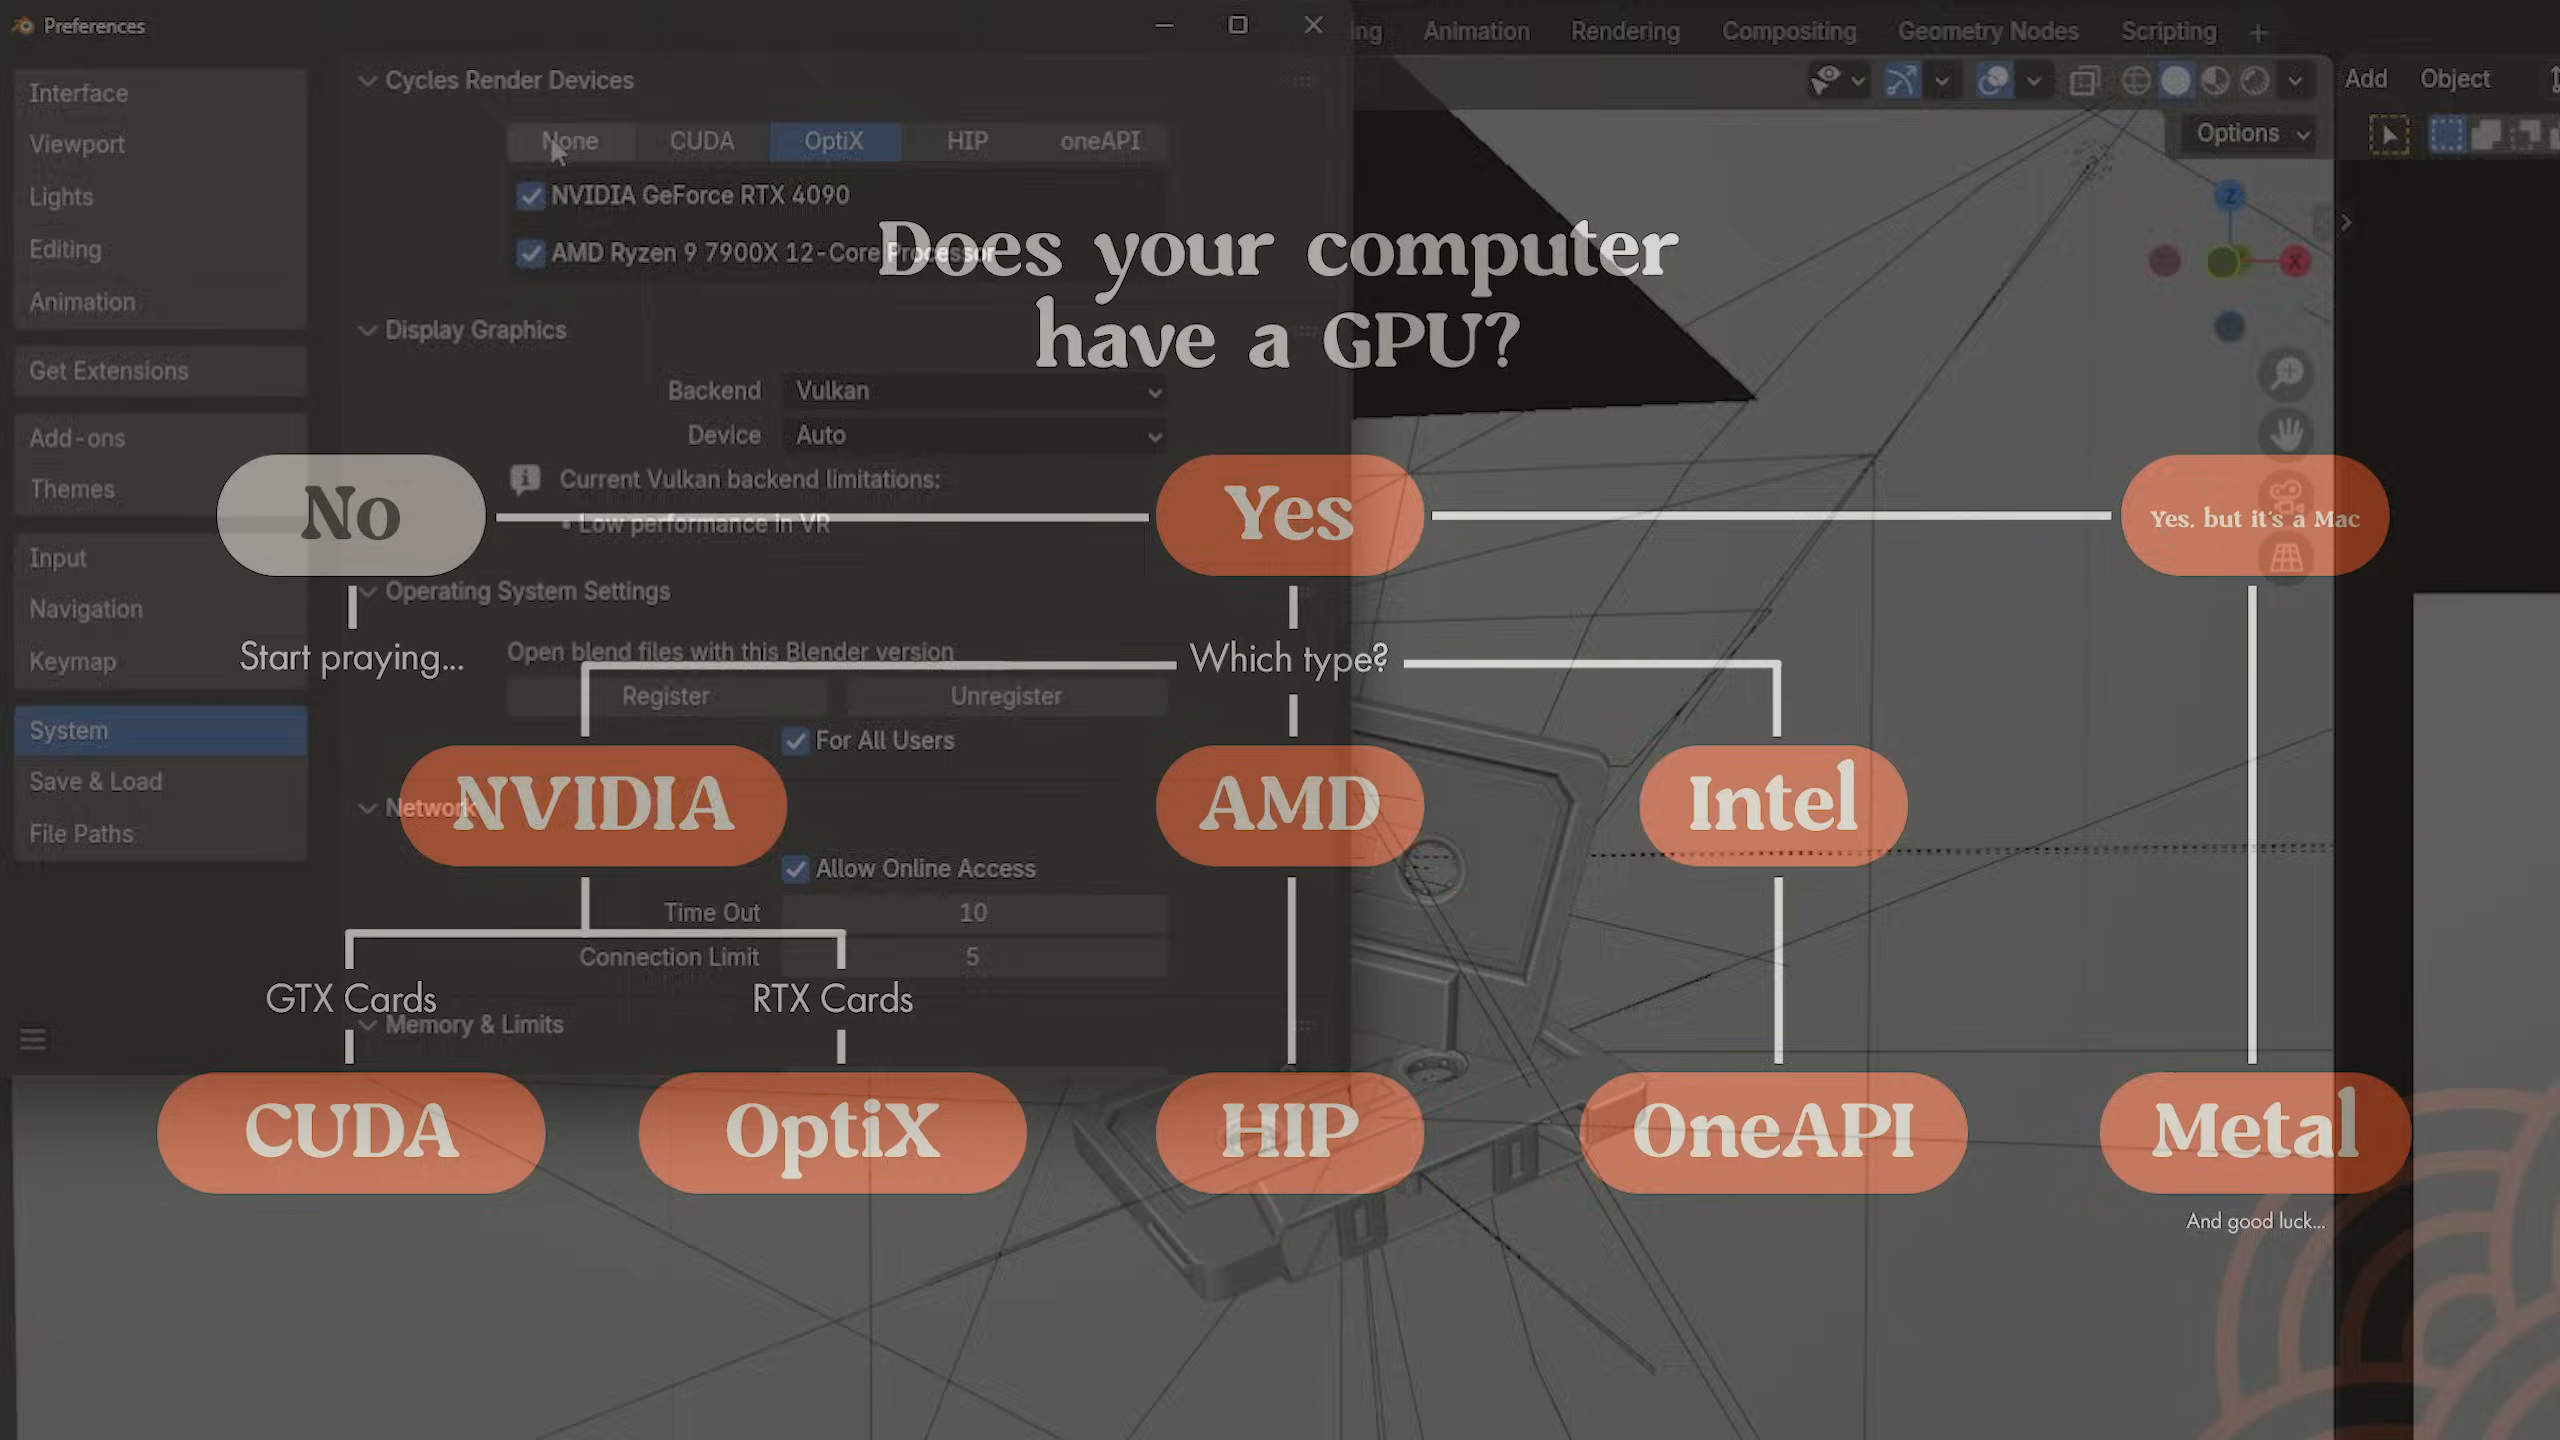 Preferences
Interface
Viewport
Lights
Editing
Animation
Get Extensions
Add-ons
Themes
Input
Navigation
Keymap
System
Save & Load
File Paths
Cycles Render Devices
None CUDA OptiX HIP oneAPI
NVIDIA GeForce RTX 4090
AMD Ryzen 9 7900X 12-Core Processor
Display Graphics
Backend Vulkan
Device Auto
Current Vulkan backend limitations:
• Low performance in VR
Operating System Settings
Open blend files with this Blender version
Register Unregister
For All Users
Network
Allow Online Access
Time Out 10
Connection Limit 5
Memory & Limits
ing Animation Rendering Compositing Geometry Nodes Scripting +
Add Object
Options
Z
X
Does your computer
have a GPU?
No
Yes
Yes, but it's a Mac
Start praying...
Which type?
NVIDIA
AMD
Intel
GTX Cards
RTX Cards
CUDA
OptiX
HIP
OneAPI
Metal
And good luck...